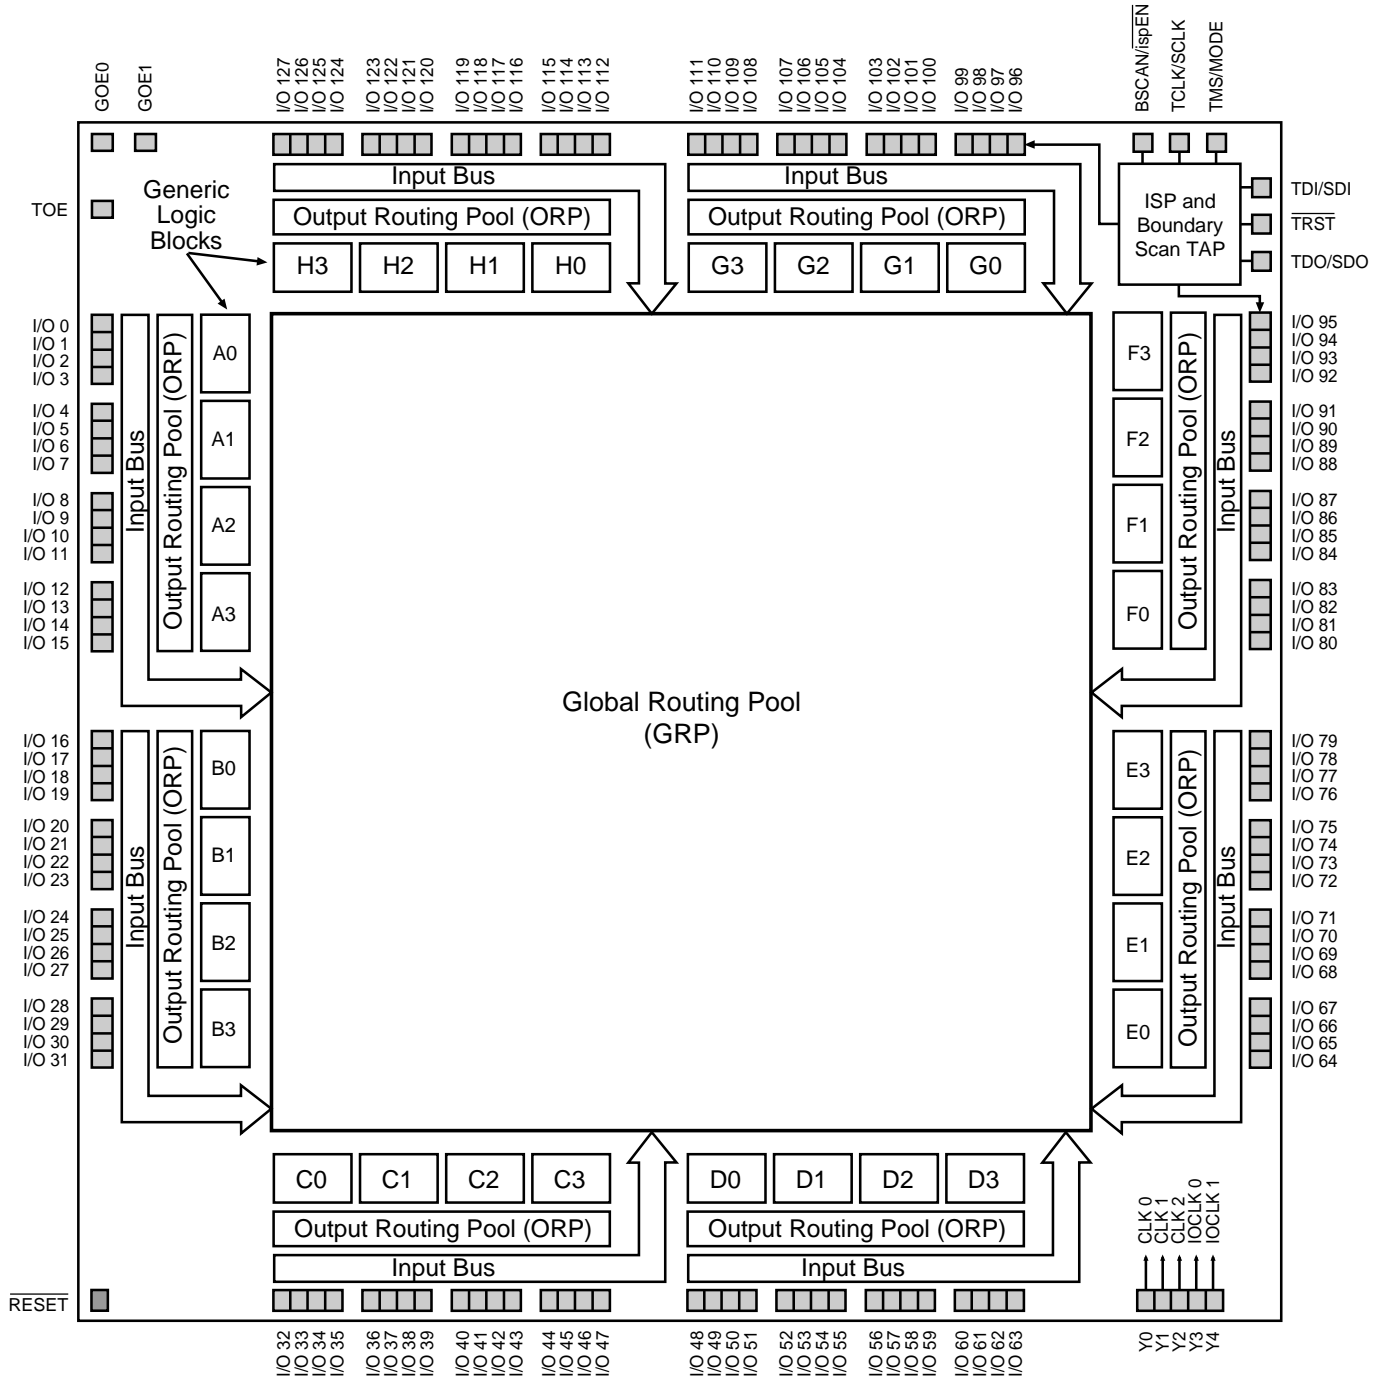 GOE0
GOE1
I/O 127
I/O 126
I/O 125
I/O 124
I/O 123
I/O 122
I/O 121
I/O 120
I/O 119
I/O 118
I/O 117
I/O 116
I/O 115
I/O 114
I/O 113
I/O 112
I/O 111
I/O 110
I/O 109
I/O 108
I/O 107
I/O 106
I/O 105
I/O 104
I/O 103
I/O 102
I/O 101
I/O 100
I/O 99
I/O 98
I/O 97
I/O 96
BSCAN/ispEN
TCLK/SCLK
TMS/MODE
TOE
Generic
Logic
Blocks
Input Bus
Output Routing Pool (ORP)
H3
H2
H1
H0
Input Bus
Output Routing Pool (ORP)
G3
G2
G1
G0
ISP and
Boundary
Scan TAP
TDI/SDI
TRST
TDO/SDO
I/O 0
I/O 1
I/O 2
I/O 3
I/O 4
I/O 5
I/O 6
I/O 7
I/O 8
I/O 9
I/O 10
I/O 11
I/O 12
I/O 13
I/O 14
I/O 15
Input Bus
Output Routing Pool (ORP)
A0
A1
A2
A3
F3
F2
F1
F0
Output Routing Pool (ORP)
Input Bus
I/O 95
I/O 94
I/O 93
I/O 92
I/O 91
I/O 90
I/O 89
I/O 88
I/O 87
I/O 86
I/O 85
I/O 84
I/O 83
I/O 82
I/O 81
I/O 80
Global Routing Pool
(GRP)
I/O 16
I/O 17
I/O 18
I/O 19
I/O 20
I/O 21
I/O 22
I/O 23
I/O 24
I/O 25
I/O 26
I/O 27
I/O 28
I/O 29
I/O 30
I/O 31
Input Bus
Output Routing Pool (ORP)
B0
B1
B2
B3
E3
E2
E1
E0
Output Routing Pool (ORP)
Input Bus
I/O 79
I/O 78
I/O 77
I/O 76
I/O 75
I/O 74
I/O 73
I/O 72
I/O 71
I/O 70
I/O 69
I/O 68
I/O 67
I/O 66
I/O 65
I/O 64
C0
C1
C2
C3
Output Routing Pool (ORP)
Input Bus
D0
D1
D2
D3
Output Routing Pool (ORP)
Input Bus
CLK 0
CLK 1
CLK 2
IOCLK 0
IOCLK 1
RESET
I/O 32
I/O 33
I/O 34
I/O 35
I/O 36
I/O 37
I/O 38
I/O 39
I/O 40
I/O 41
I/O 42
I/O 43
I/O 44
I/O 45
I/O 46
I/O 47
I/O 48
I/O 49
I/O 50
I/O 51
I/O 52
I/O 53
I/O 54
I/O 55
I/O 56
I/O 57
I/O 58
I/O 59
I/O 60
I/O 61
I/O 62
I/O 63
Y0
Y1
Y2
Y3
Y4